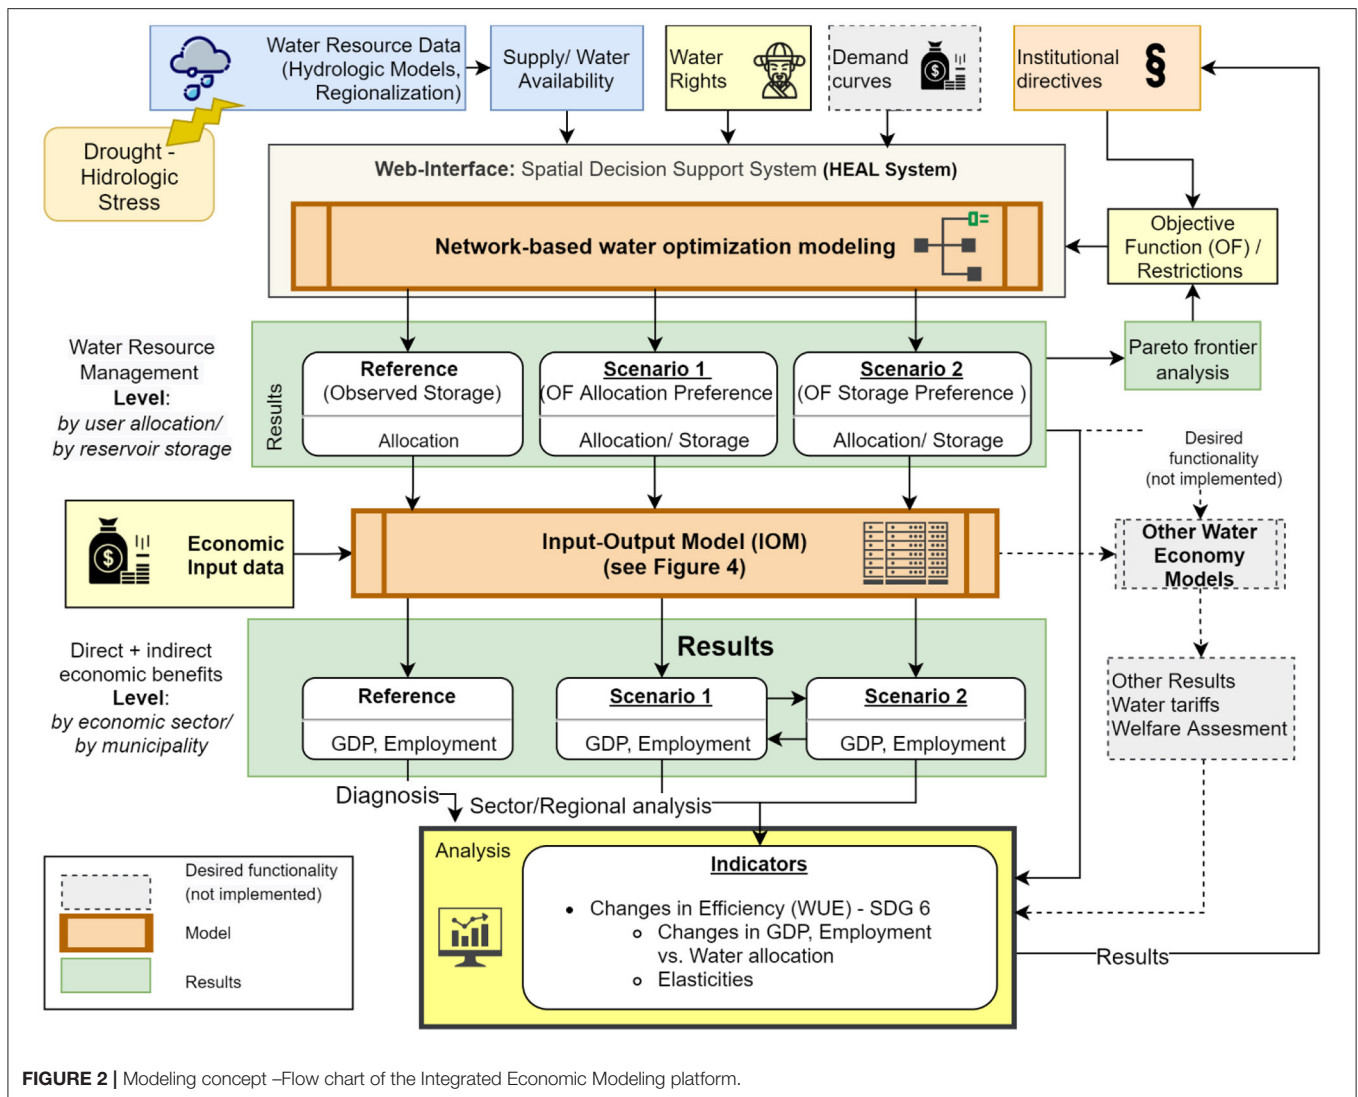 Water Resource Data
(Hydrologic Models,
Regionalization)
Supply/ Water
Availability
Water
Rights
Demand
curves
$
Institutional
directives
§
Drought -
Hidrologic
Stress
Web-Interface: Spatial Decision Support System (HEAL System)
Network-based water optimization modeling
Objective
Function (OF) /
Restrictions
Water Resource
Management
Level:
by user allocation/
by reservoir storage
Results
Reference
(Observed Storage)
Allocation
Scenario 1
(OF Allocation Preference
Allocation/ Storage
Scenario 2
(OF Storage Preference )
Allocation/ Storage
Pareto frontier
analysis
Desired
functionality
(not implemented)
$
Economic
Input data
Input-Output Model (IOM)
(see Figure 4)
Other Water
Economy
Models
Direct + indirect
economic benefits
Level:
by economic sector/
by municipality
Results
Reference
GDP, Employment
Scenario 1
GDP, Employment
Scenario 2
GDP, Employment
Other Results
Water tariffs
Welfare Assesment
Diagnosis
Sector/Regional analysis
Analysis
Indicators
• Changes in Efficiency (WUE) - SDG 6
o Changes in GDP, Employment
vs. Water allocation
o Elasticities
Results
Desired functionality
(not implemented)
Model
Results
FIGURE 2 | Modeling concept –Flow chart of the Integrated Economic Modeling platform.